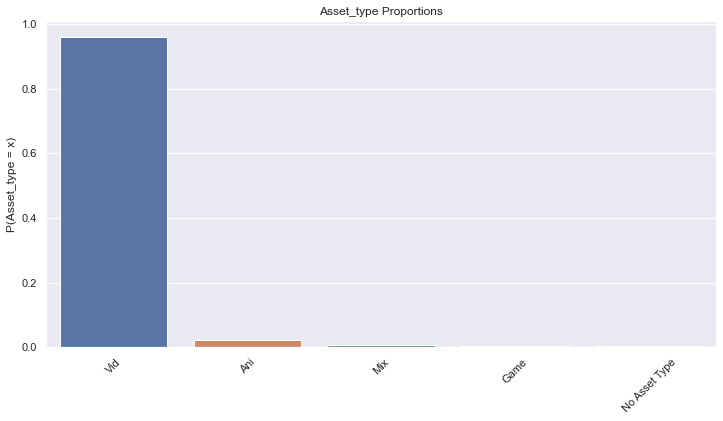 Asset_type Proportions
P(Asset_type = x)
1.0
0.8
0.6
0.4
0.2
0.0
Vid
Ani
Mix
Game
No Asset Type